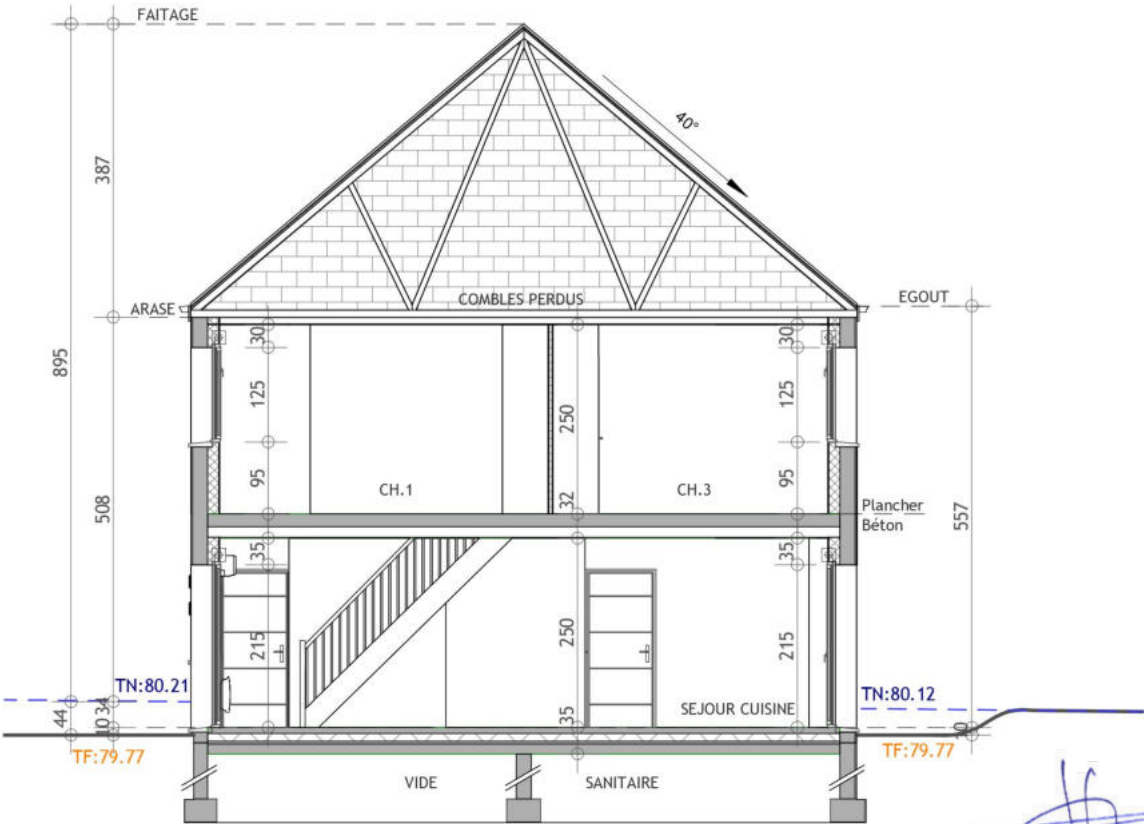 FAITAGE
40°
387
COMBLES PERDUS
ARASE
EGOUT
895
30
30
125
250
125
95
32
95
CH.1
CH.3
508
Plancher
Béton
557
35
35
215
250
215
TN:80.21
TN:80.12
SEJOUR CUISINE
44
10 34
35
10
TF:79.77
TF:79.77
VIDE
SANITAIRE